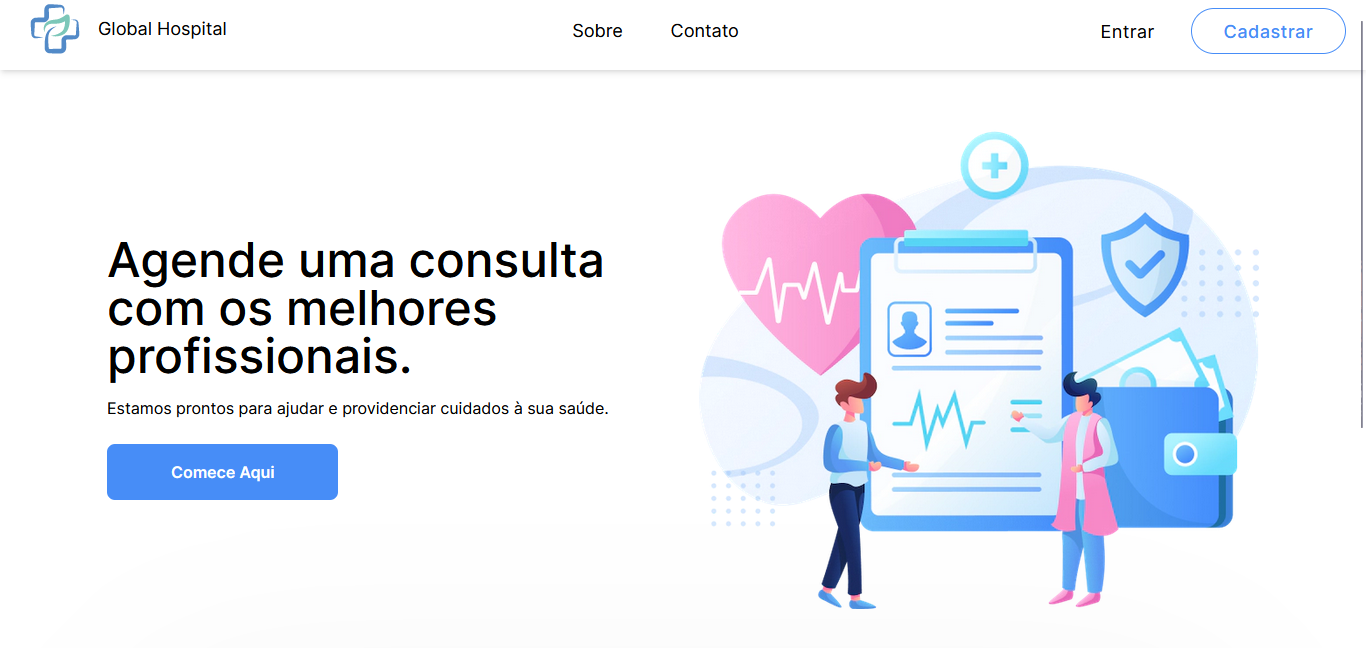 Global Hospital
Sobre
Contato
Entrar
Cadastrar
Agende uma consulta
com os melhores
profissionais.
Estamos prontos para ajudar e providenciar cuidados à sua saúde.
Comece Aqui